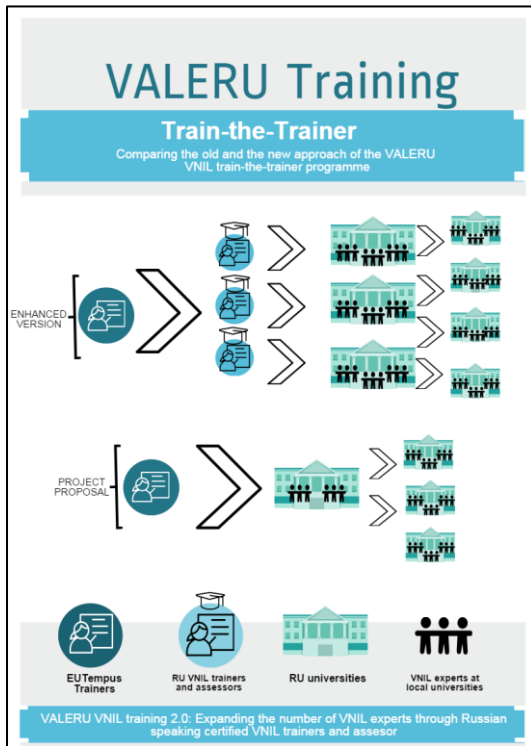 VALERU Training
Train-the-Trainer
Comparing the old and the new approach of the VALERU
VNIL train-the-trainer programme
ENHANCED
VERSION
PROJECT
PROPOSAL
EUTempus
Trainers
RU VNIL trainers
and assessors
RU universities
VNIL experts at
local universities
VALERU VNIL training 2.0: Expanding the number of VNIL experts through Russian
speaking certified VNIL trainers and assesor